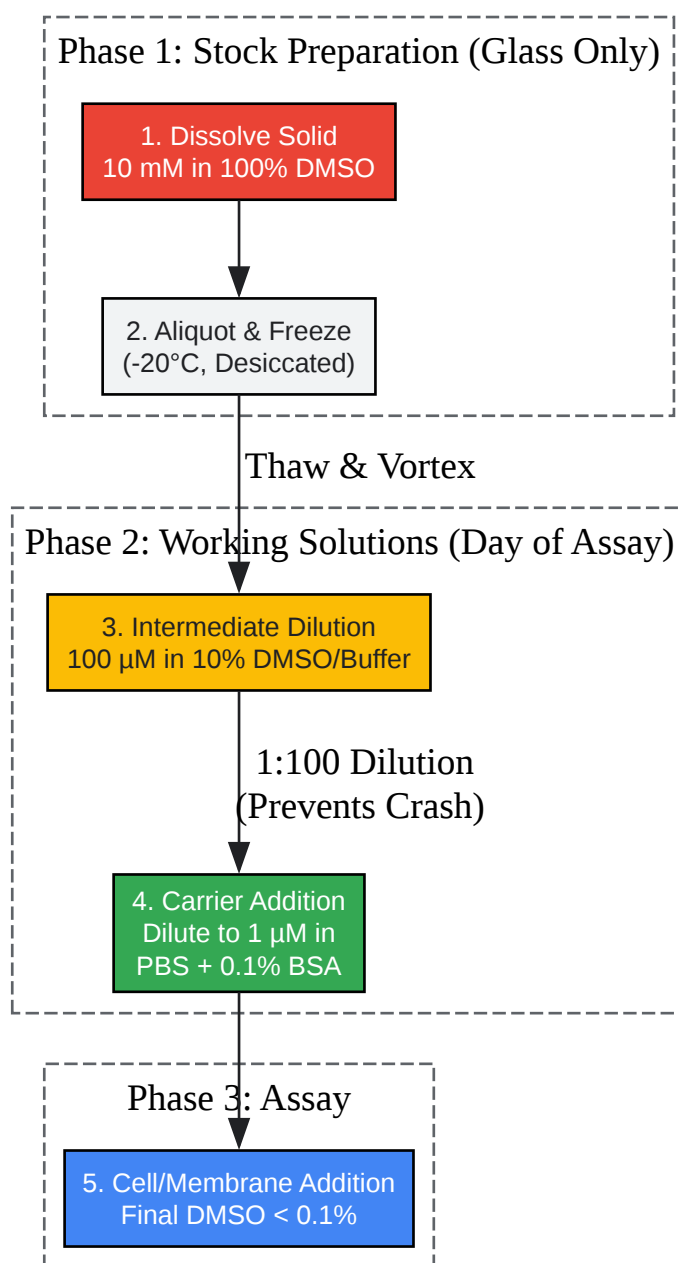 Phase 1: Stock Preparation (Glass Only)
1. Dissolve Solid
10 mM in 100% DMSO
2. Aliquot & Freeze
(-20°C, Desiccated)
Thaw & Vortex
Phase 2: Working Solutions (Day of Assay)
3. Intermediate Dilution
100 µM in 10% DMSO/Buffer
1:100 Dilution
(Prevents Crash)
4. Carrier Addition
Dilute to 1 µM in
PBS + 0.1% BSA
Phase 3: Assay
5. Cell/Membrane Addition
Final DMSO < 0.1%